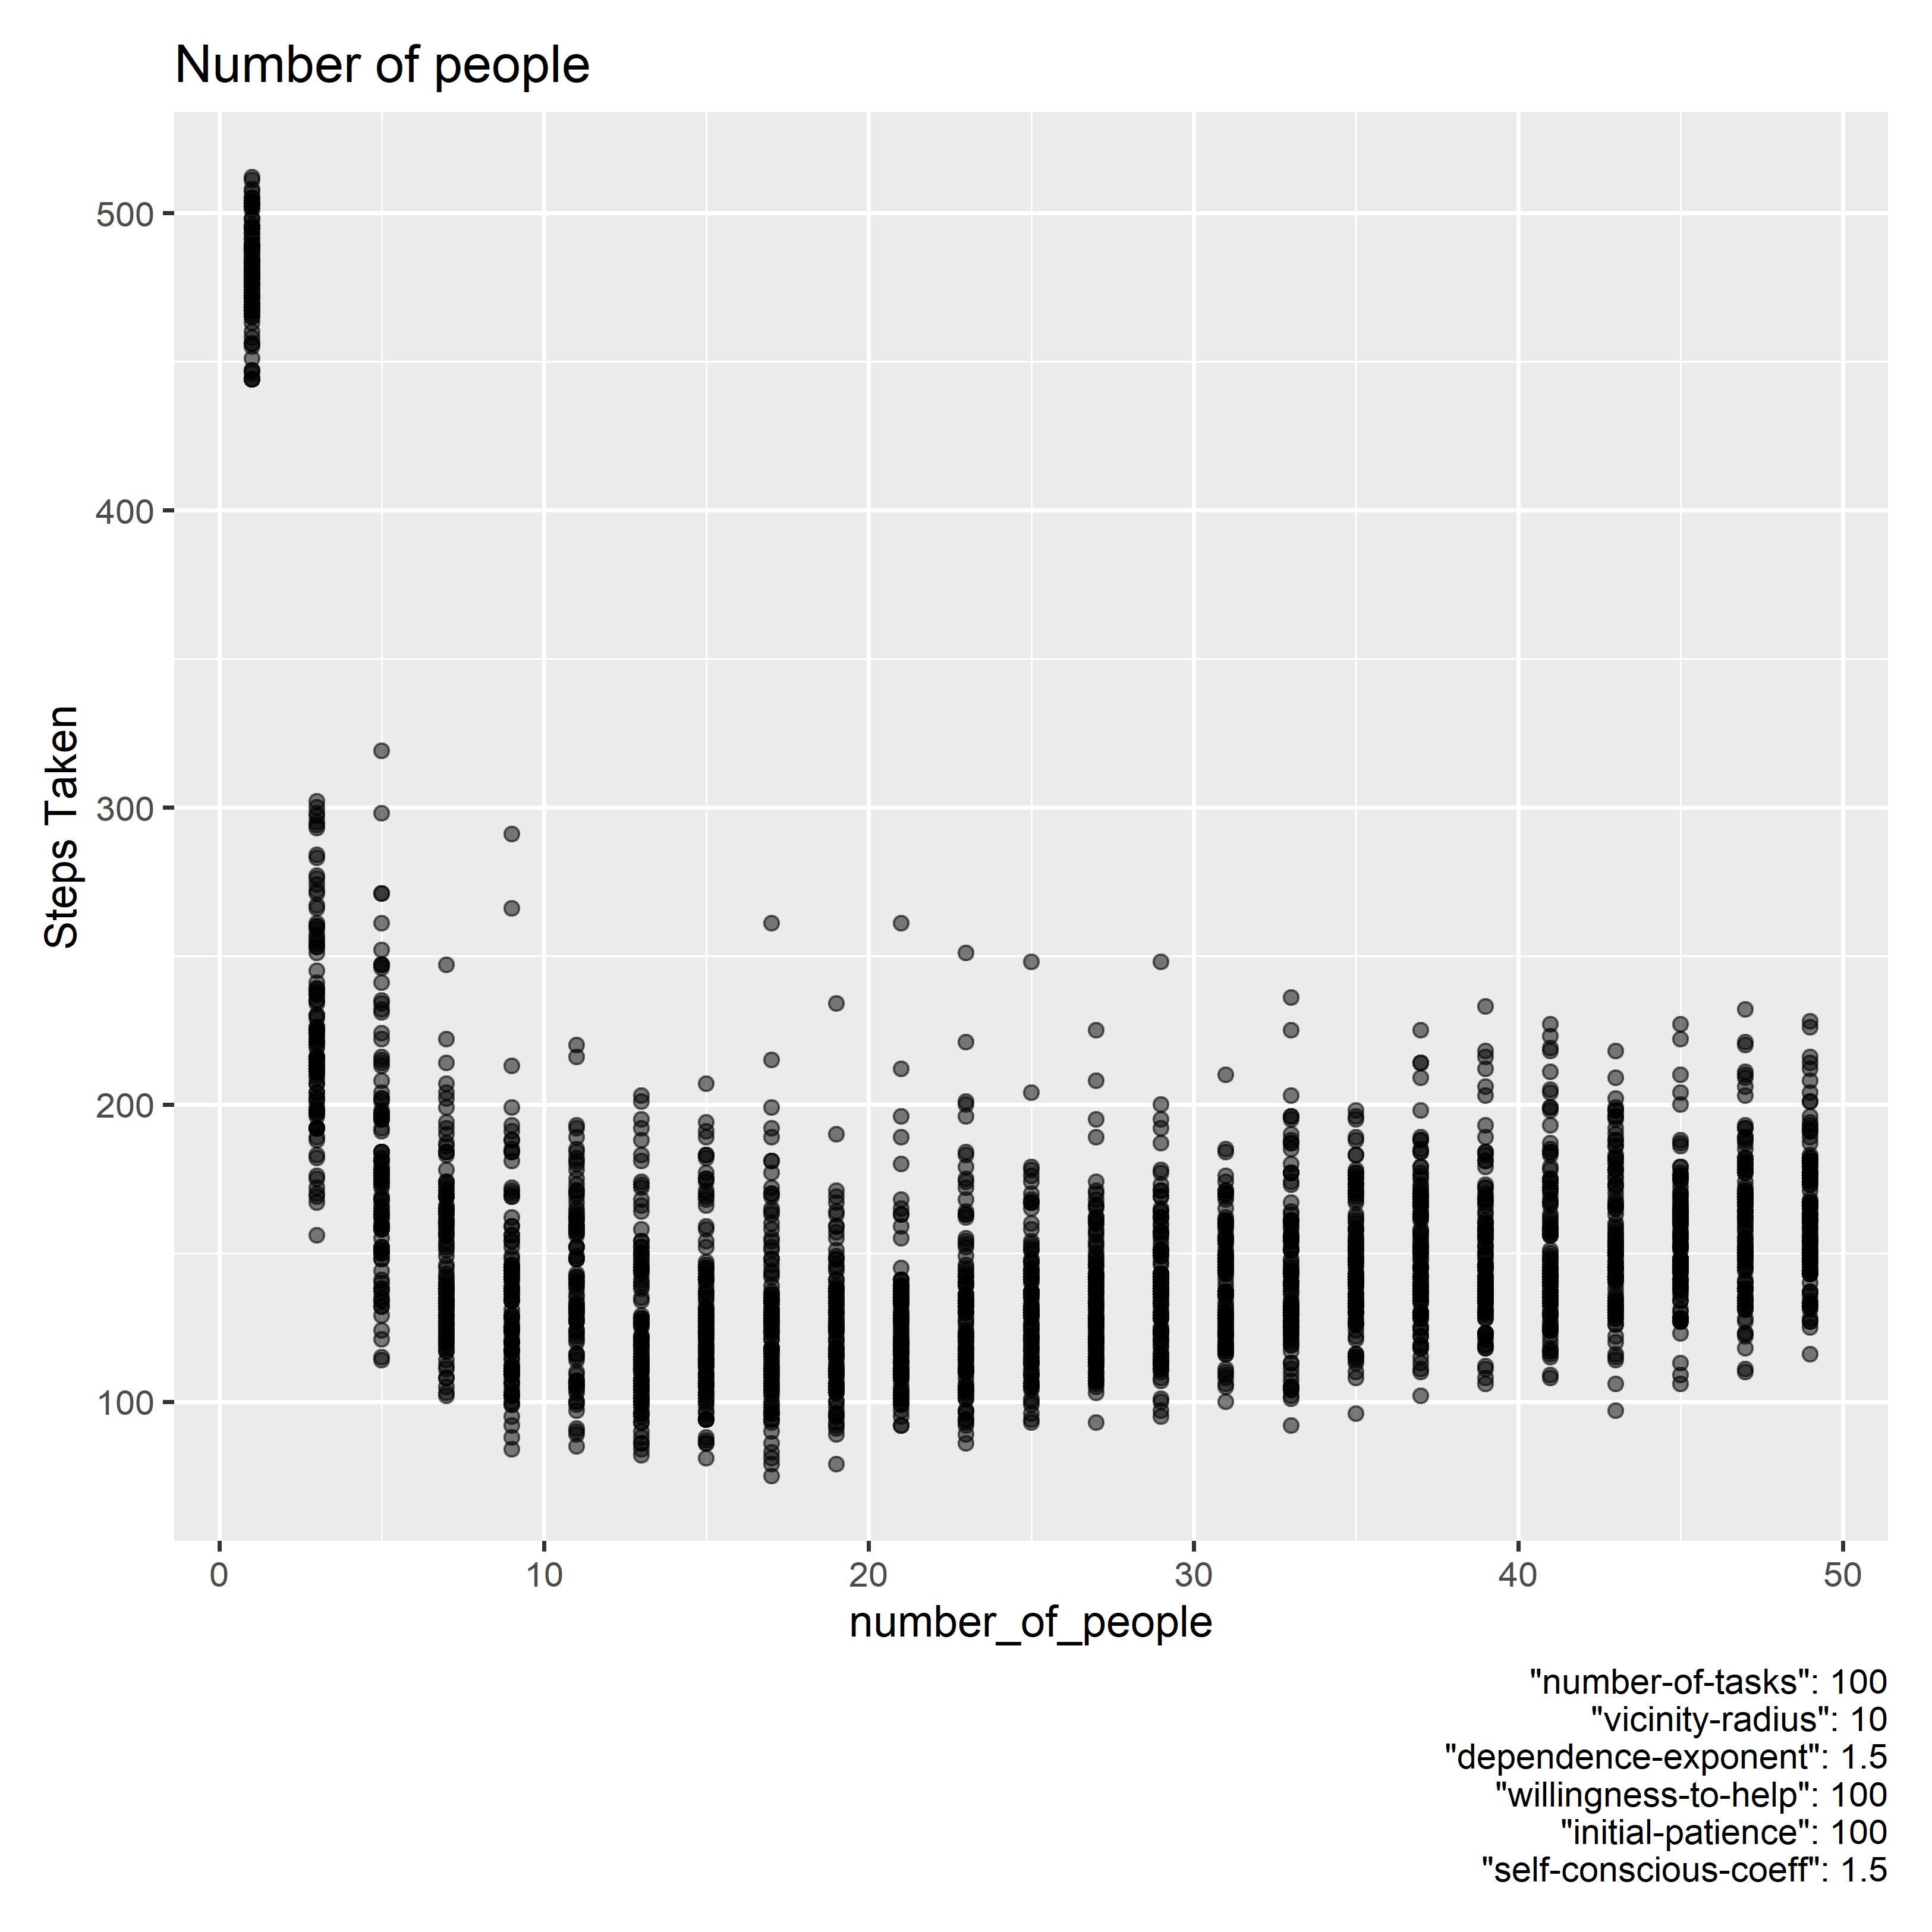 Number of people
500
400
300
200
100
Steps Taken
0 10 20 30 40 50
number_of_people
"number-of-tasks": 100
"vicinity-radius": 10
"dependence-exponent": 1.5
"willingness-to-help": 100
"initial-patience": 100
"self-conscious-coeff": 1.5